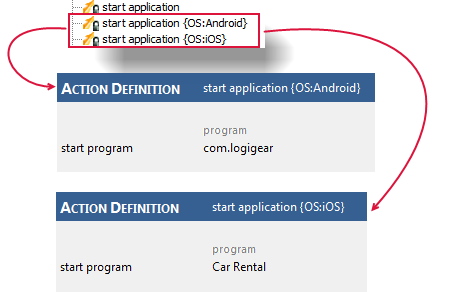 start application
start application {OS:Android}
start application {OS:iOS}
ACTION DEFINITION start application {OS:Android}
program
start program com.logigear
ACTION DEFINITION start application {OS:iOS}
program
start program Car Rental